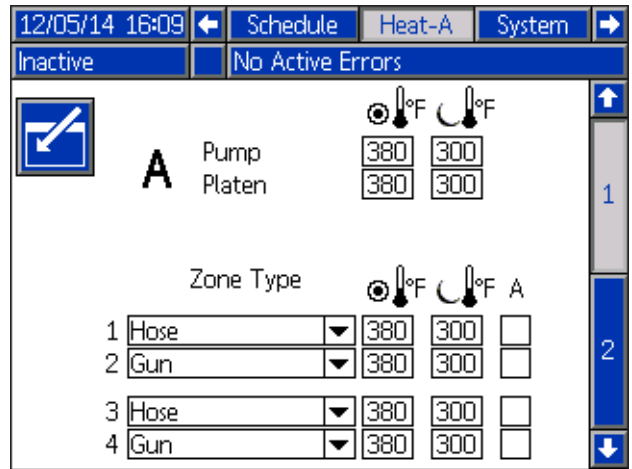 12/05/14 16:09 Schedule Heat-A System
Inactive No Active Errors
°F °F
A
Pump 380 300
Platen 380 300
1
Zone Type °F °F A
1 Hose 380 300
2 Gun 380 300
2
3 Hose 380 300
4 Gun 380 300